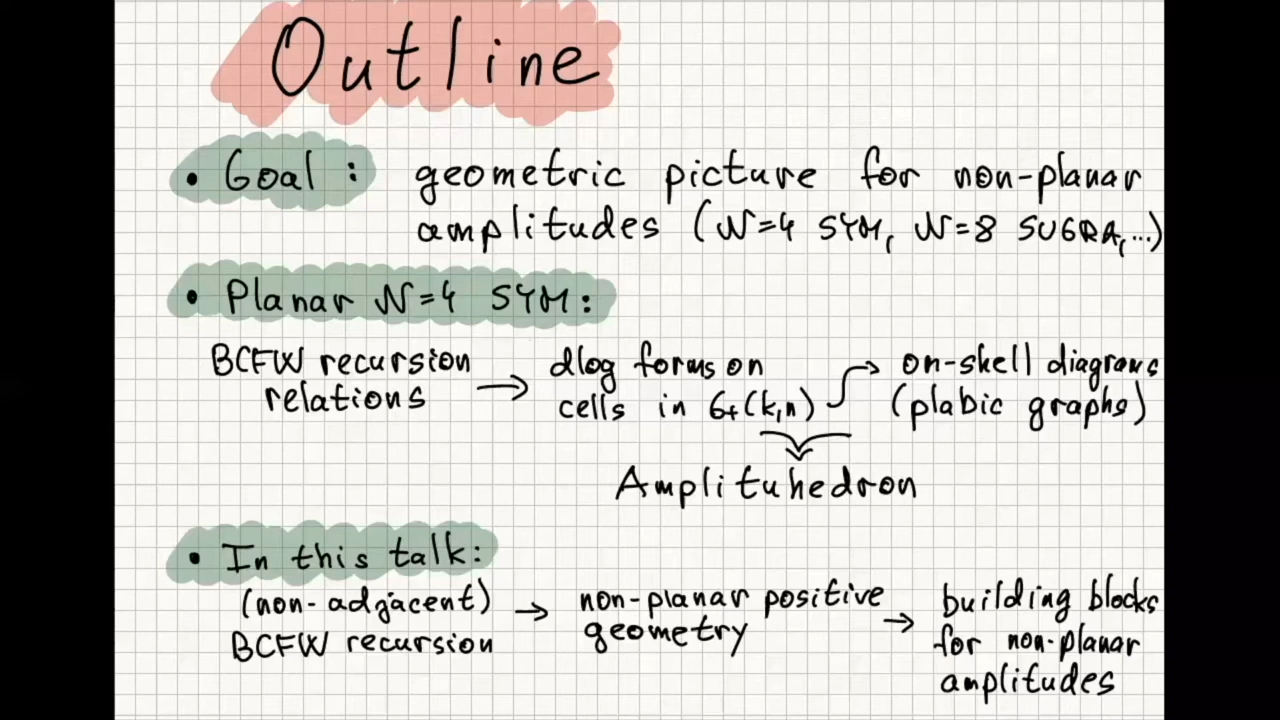 Outline
• Goal: geometric picture for non-planar
amplitudes (N=4 SYM, N=8 SUGRA, ...)
• Planar N=4 SYM:
BCFW recursion relations → dlog forms on cells in G+(k,n) → on-shell diagrams (plabic graphs)
Amplituhedron
• In this talk:
(non-adjacent) BCFW recursion → non-planar positive geometry → building blocks for non-planar amplitudes